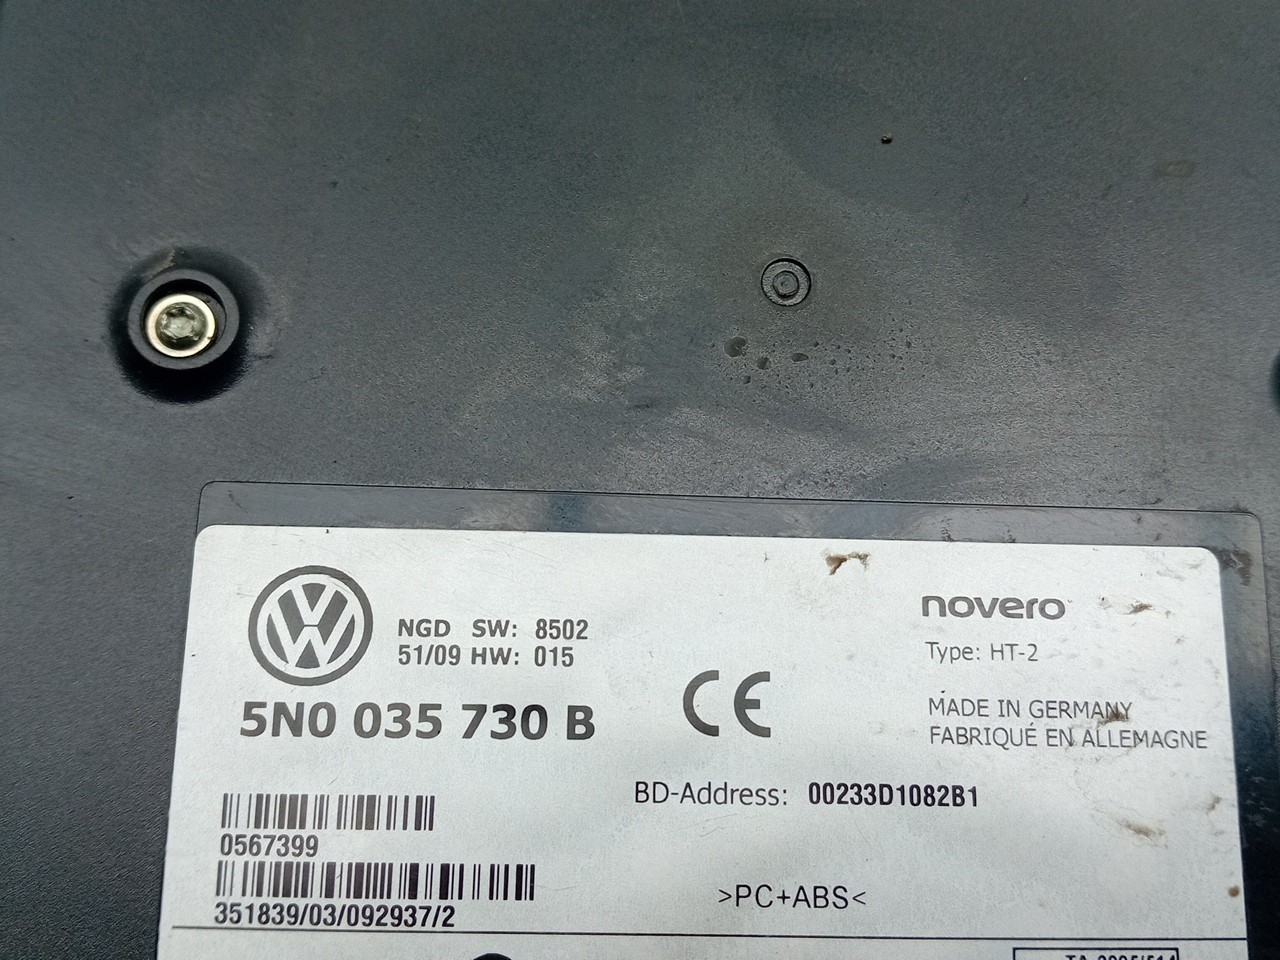 NGD SW: 8502
51/09 HW: 015
5N0 035 730 B
novero
Type: HT-2
MADE IN GERMANY
FABRIQUÉ EN ALLEMAGNE
BD-Address: 00233D1082B1
0567399
351839/03/092937/2
>PC+ABS<